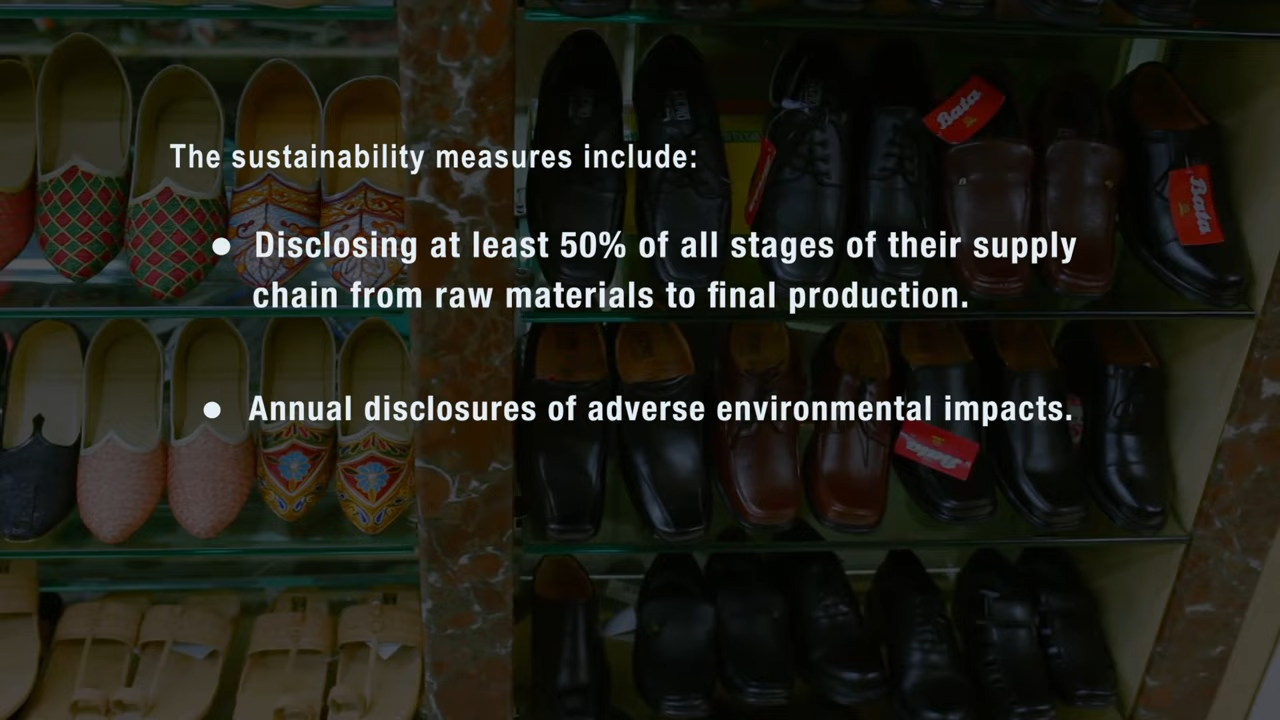 The sustainability measures include:
● Disclosing at least 50% of all stages of their supply
chain from raw materials to final production.
● Annual disclosures of adverse environmental impacts.
Bata
Bata
Bata